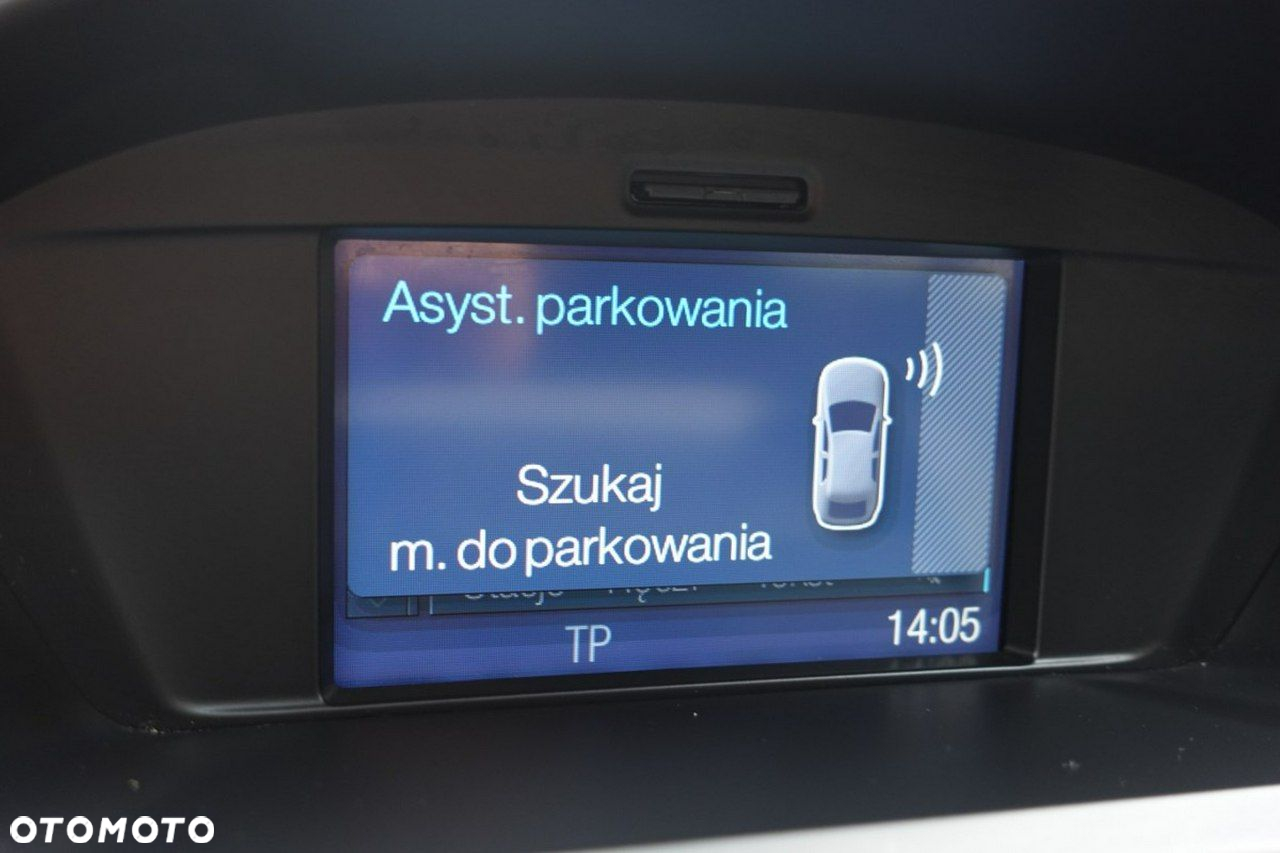 Asyst. parkowania
Szukaj
m. do parkowania
TP
14:05
OTOMOTO